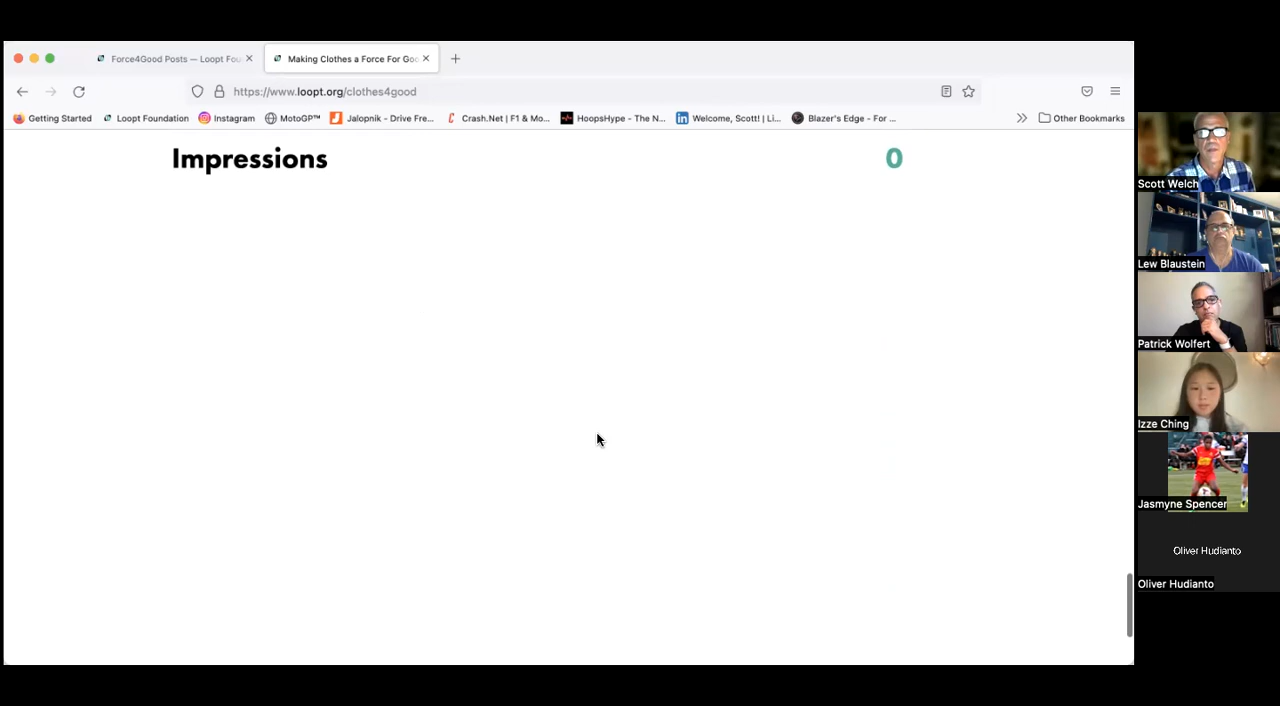 Force4Good Posts — Loopt Fou
Making Clothes a Force For Goo
https://www.loopt.org/clothes4good
Getting Started
Loopt Foundation
Instagram
MotoGP™
Jalopnik - Drive Fre...
Crash.Net | F1 & Mo...
HoopsHype - The N...
Welcome, Scott! | Li...
Blazer's Edge - For ...
Other Bookmarks
Impressions
0
Scott Welch
Lew Blaustein
Patrick Wolfert
Izze Ching
Jasmyne Spencer
Oliver Hudianto
Oliver Hudianto